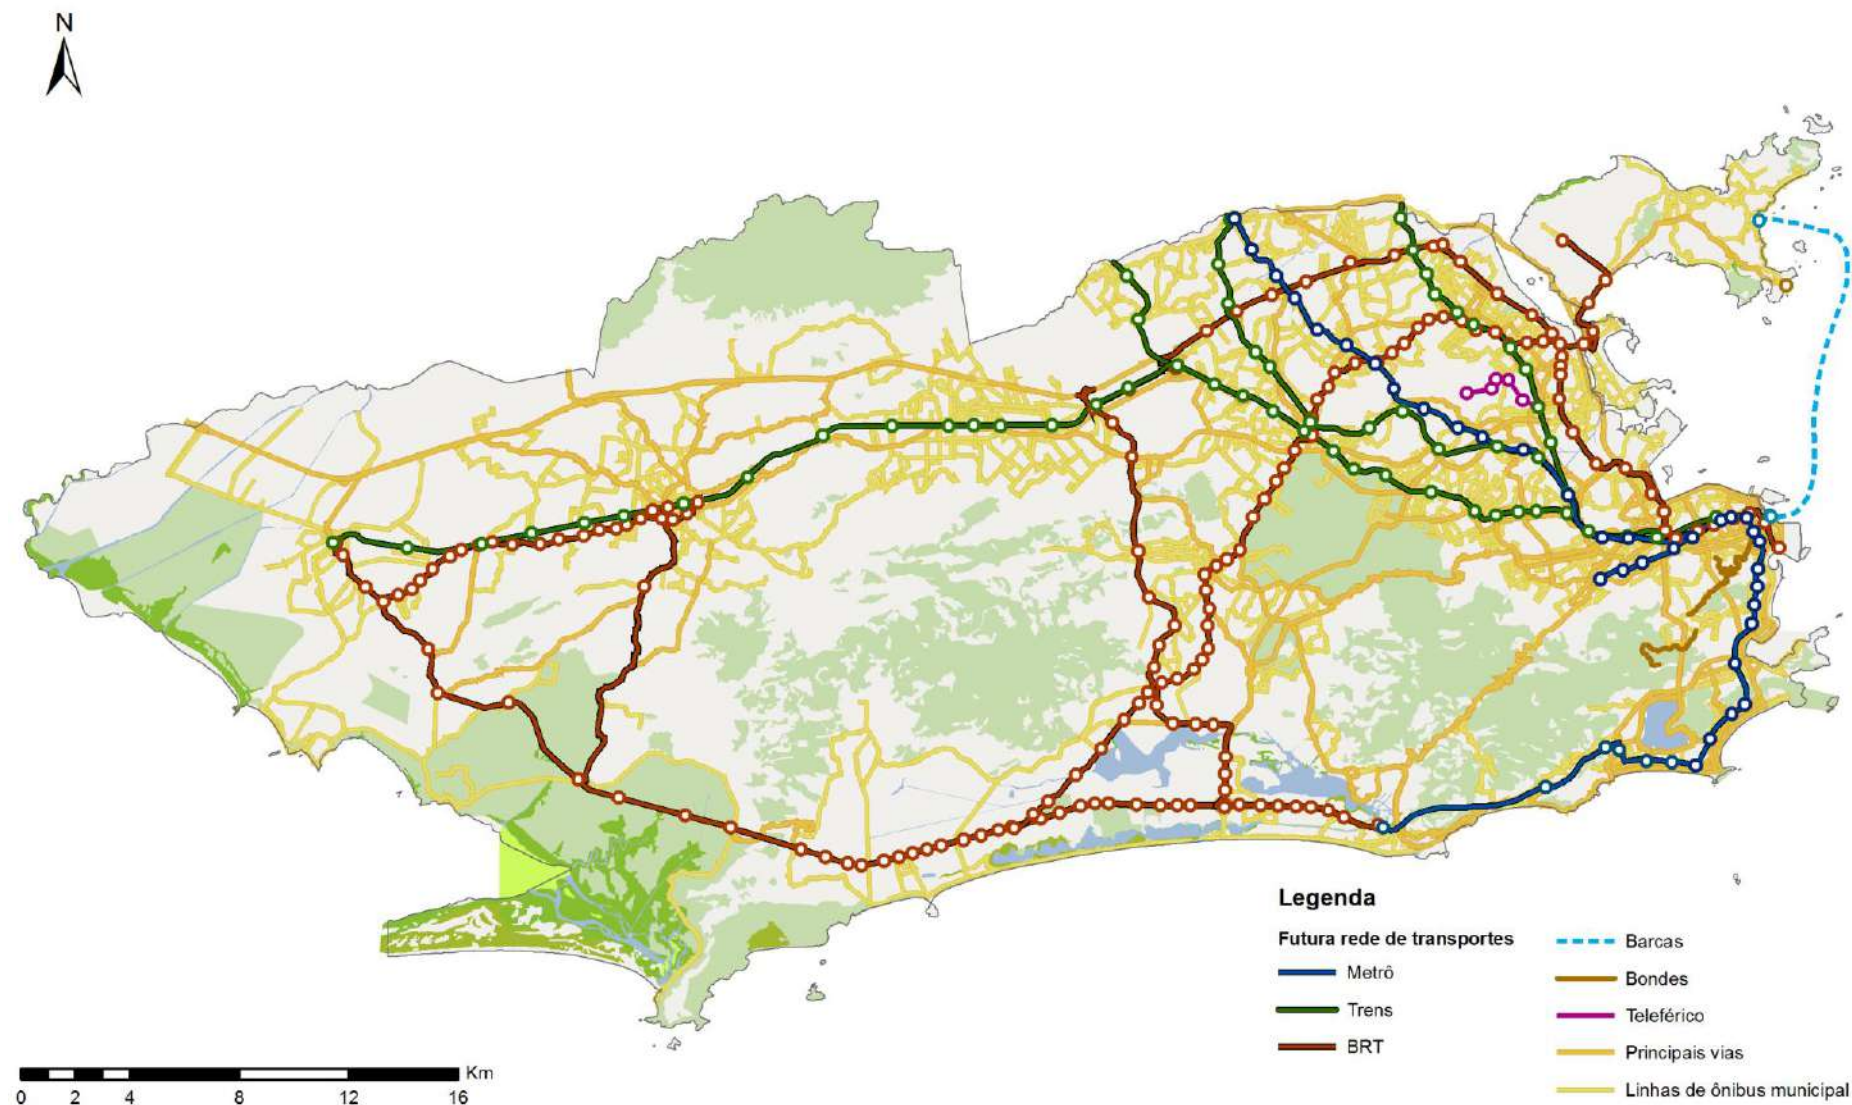 N
Legenda
Futura rede de transportes
Metrô
Trens
BRT
Barcas
Bondes
Teleférico
Principais vias
Linhas de ônibus municipal
Km
0 2 4 8 12 16